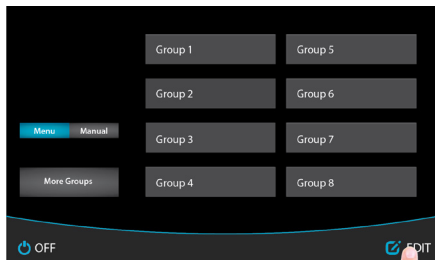 Group 1
Group 5
Group 2
Group 6
Menu
Manual
Group 3
Group 7
More Groups
Group 4
Group 8
OFF
EDIT